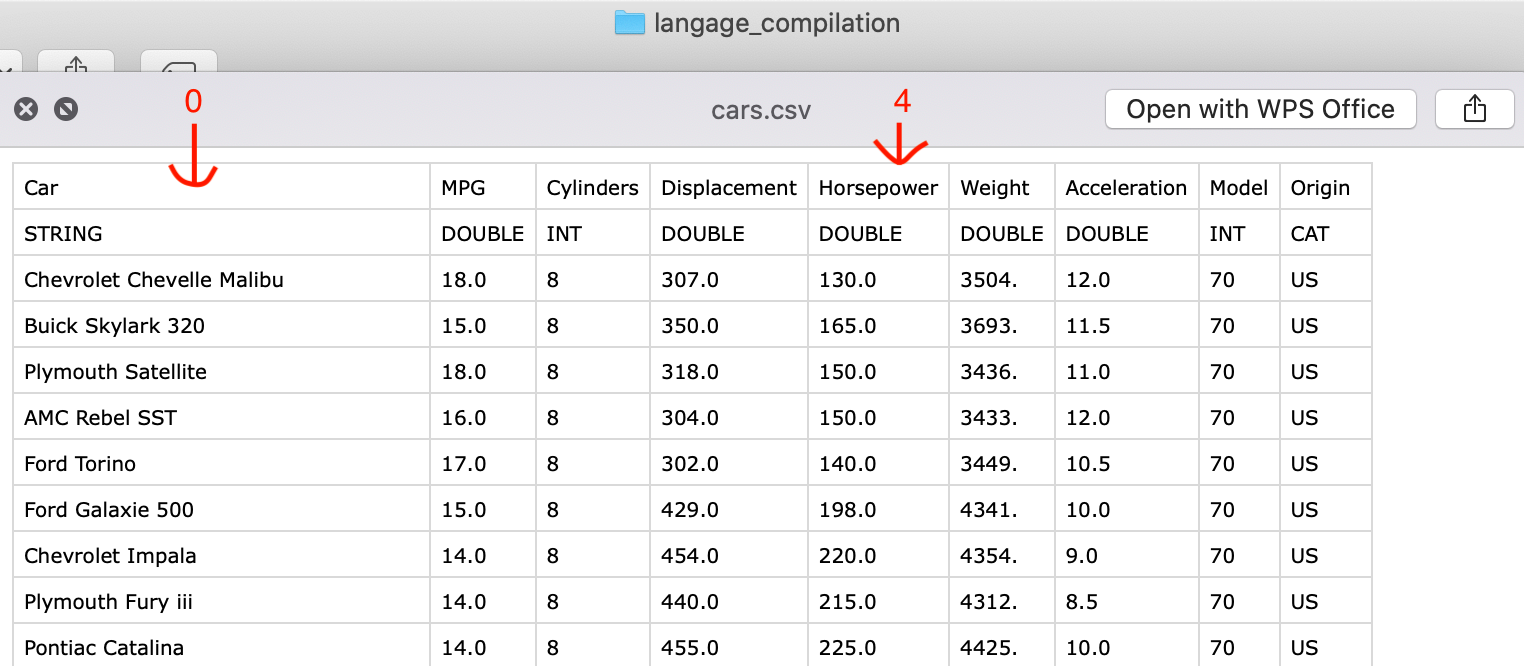 langage_compilation
0 4
cars.csv Open with WPS Office
Car MPG Cylinders Displacement Horsepower Weight Acceleration Model Origin
STRING DOUBLE INT DOUBLE DOUBLE DOUBLE DOUBLE INT CAT
Chevrolet Chevelle Malibu 18.0 8 307.0 130.0 3504. 12.0 70 US
Buick Skylark 320 15.0 8 350.0 165.0 3693. 11.5 70 US
Plymouth Satellite 18.0 8 318.0 150.0 3436. 11.0 70 US
AMC Rebel SST 16.0 8 304.0 150.0 3433. 12.0 70 US
Ford Torino 17.0 8 302.0 140.0 3449. 10.5 70 US
Ford Galaxie 500 15.0 8 429.0 198.0 4341. 10.0 70 US
Chevrolet Impala 14.0 8 454.0 220.0 4354. 9.0 70 US
Plymouth Fury iii 14.0 8 440.0 215.0 4312. 8.5 70 US
Pontiac Catalina 14.0 8 455.0 225.0 4425. 10.0 70 US